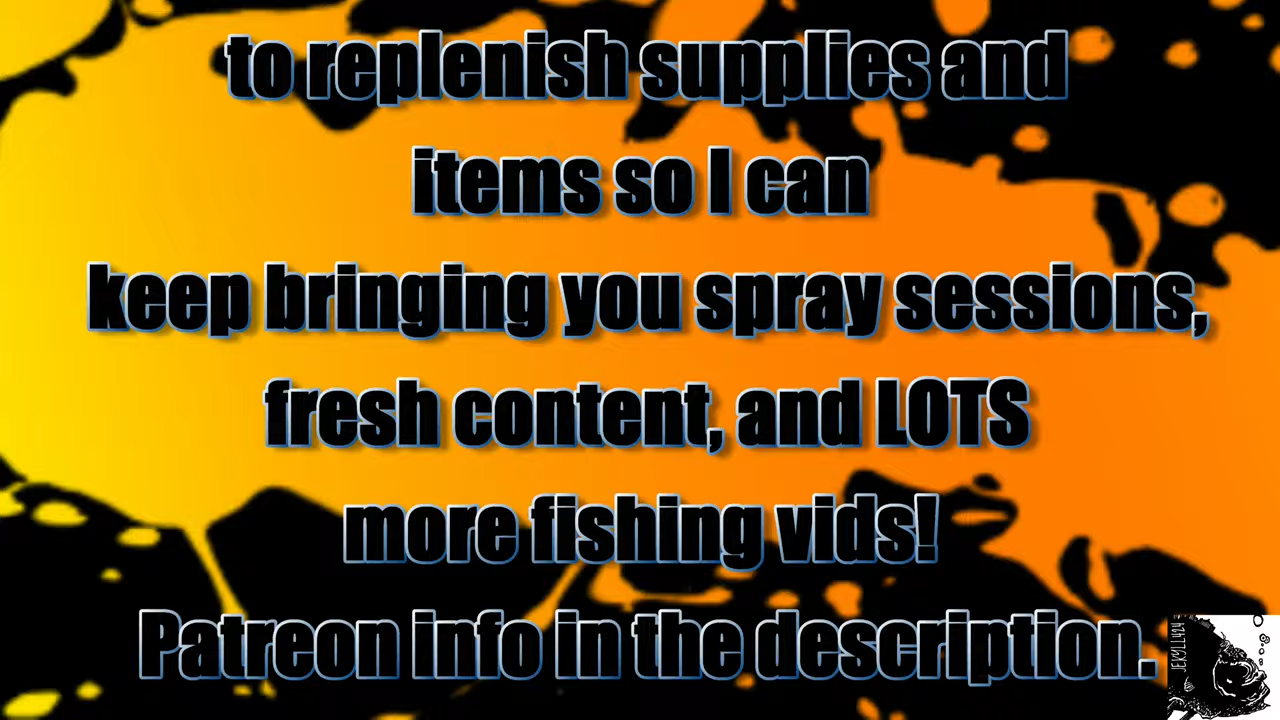 to replenish supplies and
items so I can
keep bringing you spray sessions,
fresh content, and LOTS
more fishing vids!
Patreon info in the description.
JEKYLL424